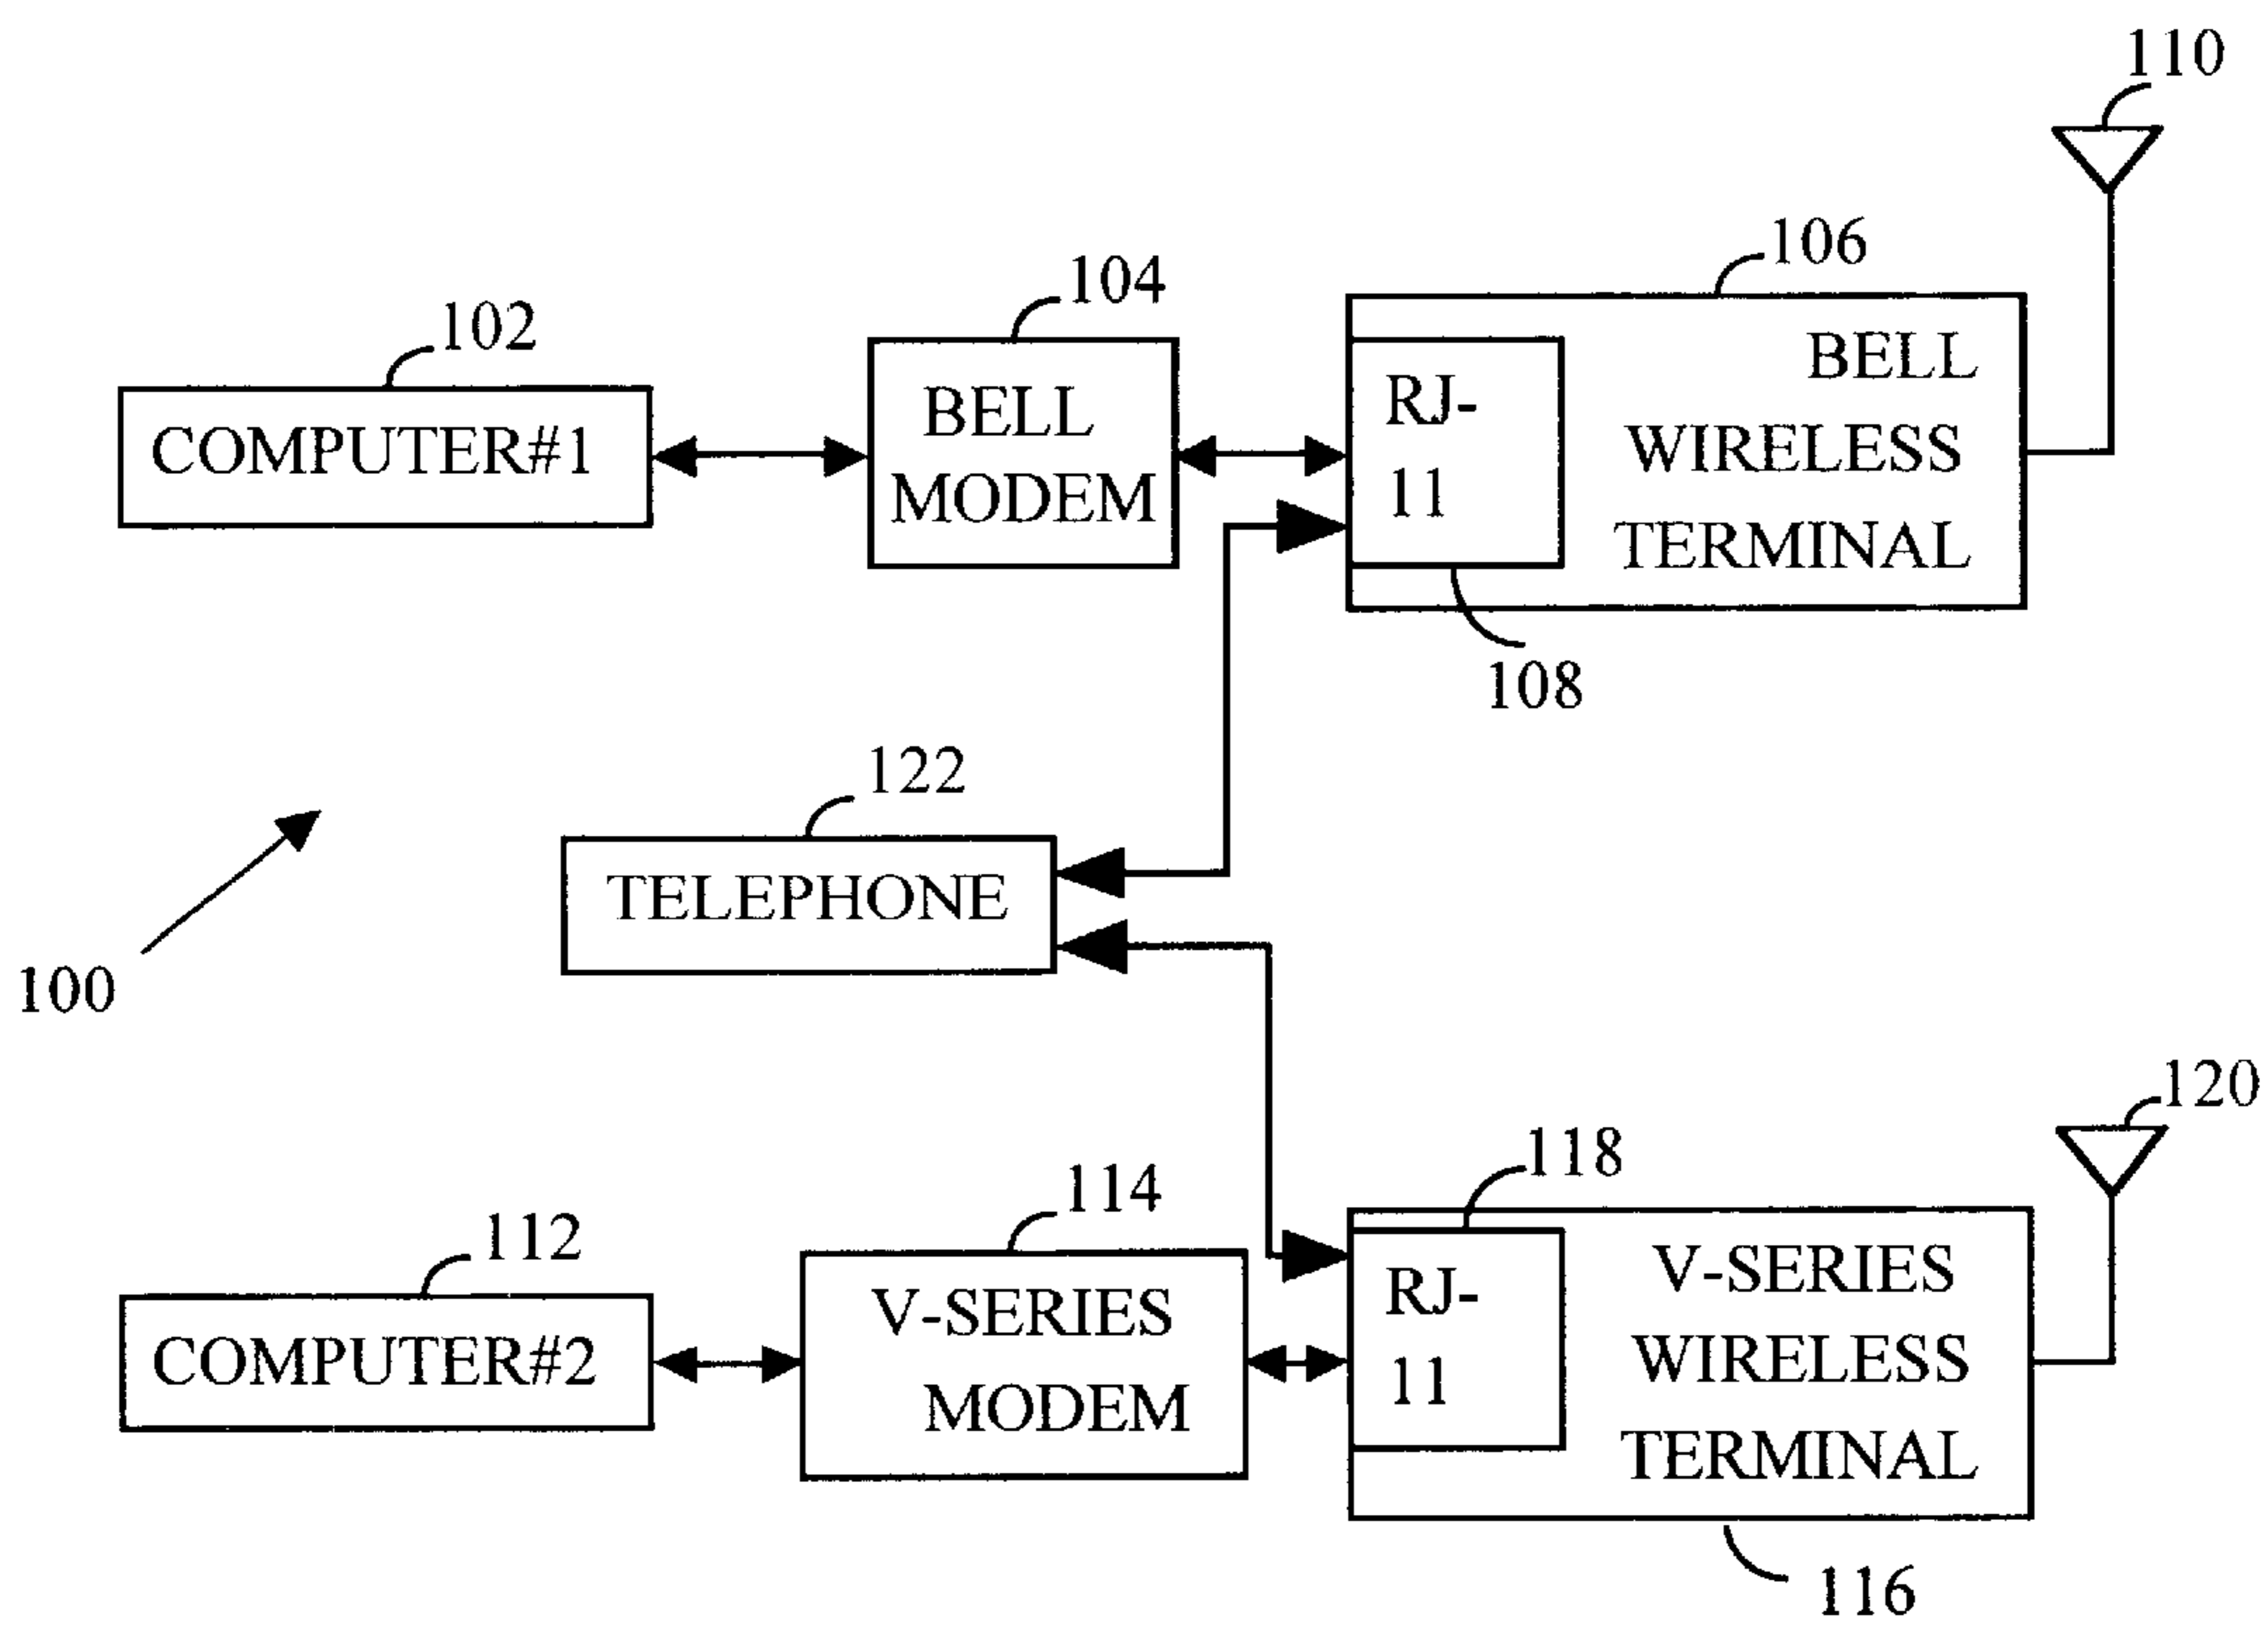 110
106
104
102
COMPUTER#1
BELL
MODEM
RJ-
11
BELL
WIRELESS
TERMINAL
108
122
TELEPHONE
100
120
118
114
112
COMPUTER#2
V-SERIES
MODEM
RJ-
11
V-SERIES
WIRELESS
TERMINAL
116